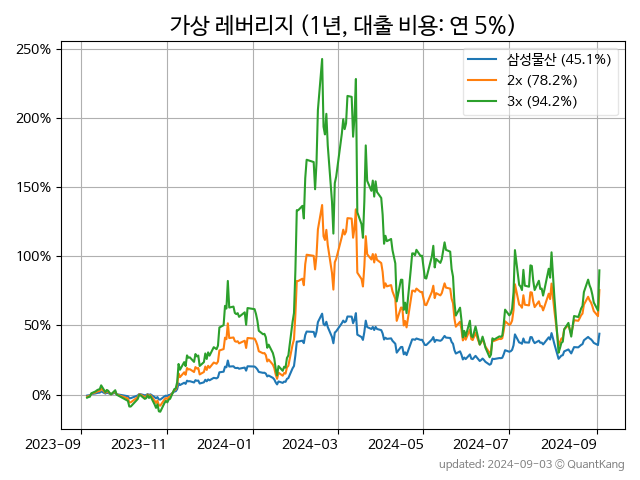 가상 레버리지 (1년, 대출 비용: 연 5%)
250%
200%
150%
100%
50%
0%
삼성물산 (45.1%)
2x (78.2%)
3x (94.2%)
2023-09 2023-11 2024-01 2024-03 2024-05 2024-07 2024-09
updated: 2024-09-03 © QuantKang